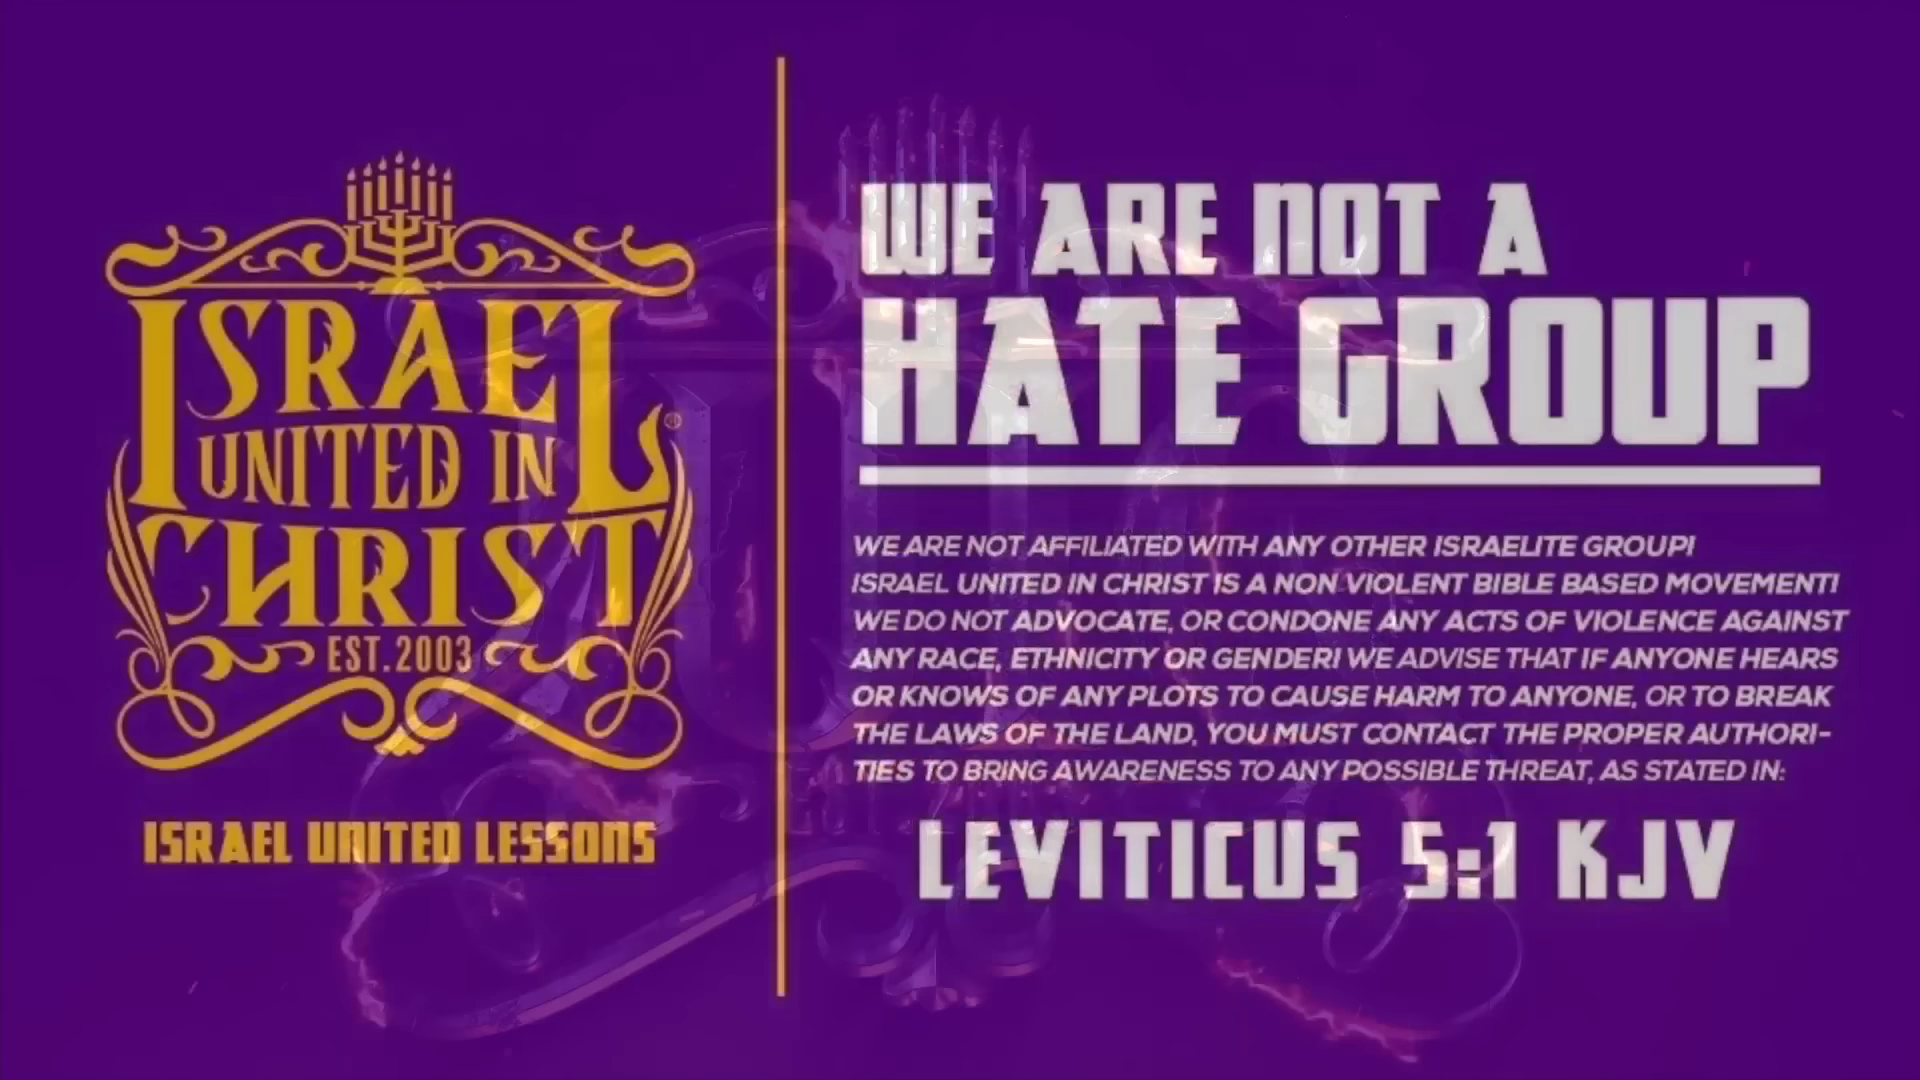 ISRAEL
UNITED IN
CHRIST®
EST. 2003
ISRAEL UNITED LESSONS
WE ARE NOT A
HATE GROUP
WE ARE NOT AFFILIATED WITH ANY OTHER ISRAELITE GROUP!
ISRAEL UNITED IN CHRIST IS A NON VIOLENT BIBLE BASED MOVEMENT!
WE DO NOT ADVOCATE, OR CONDONE ANY ACTS OF VIOLENCE AGAINST
ANY RACE, ETHNICITY OR GENDER! WE ADVISE THAT IF ANYONE HEARS
OR KNOWS OF ANY PLOTS TO CAUSE HARM TO ANYONE, OR TO BREAK
THE LAWS OF THE LAND, YOU MUST CONTACT THE PROPER AUTHORI-
TIES TO BRING AWARENESS TO ANY POSSIBLE THREAT, AS STATED IN:
LEVITICUS 5:1 KJV